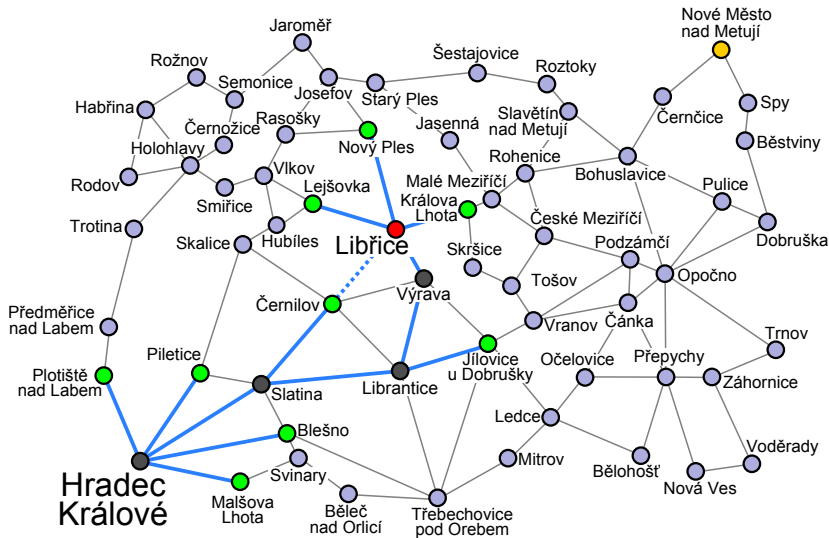 Jaroměř
Nové Město
nad Metují
Rožnov
Šestajovice
Semonice
Josefov
Starý Ples
Roztoky
Habřina
Rasošky
Slavětín
nad Metují
Černčice
Spy
Černožice
Nový Ples
Jasenná
Běstviny
Holohlavy
Rohenice
Bohuslavice
Rodov
Vlkov
Lejšovka
Malé Meziříčí
Králova
Lhota
Pulice
Smiřice
Trotina
Hubíles
Skalice
Libřice
České Meziříčí
Podzámčí
Dobruška
Skršice
Opočno
Tošov
Výrava
Černilov
Předměřice
nad Labem
Vranov
Čánka
Trnov
Piletice
Plotiště
nad Labem
Slatina
Librantice
Jílovice
u Dobrušky
Očelovice
Přepychy
Záhornice
Blešno
Ledce
Hradec
Králové
Svinary
Mitrov
Bělohošť
Voděrady
Malšova
Lhota
Nová Ves
Běleč
nad Orlicí
Třebechovice
pod Orebem